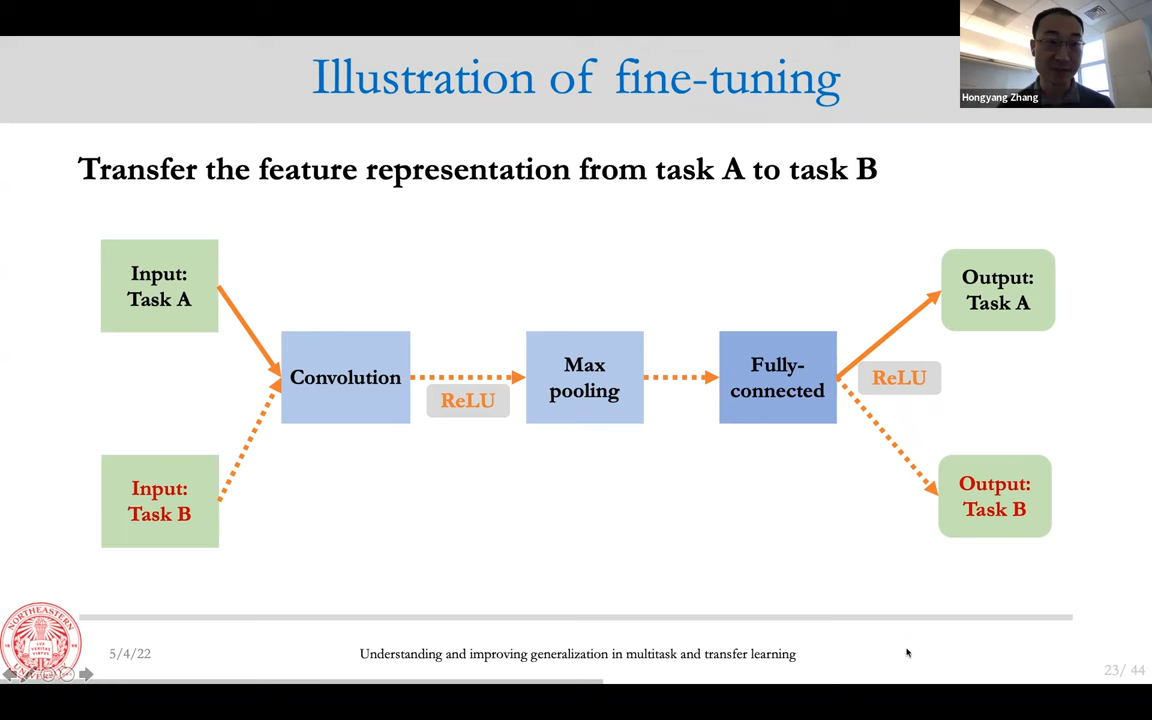 Illustration of fine-tuning
Hongyang Zhang
Transfer the feature representation from task A to task B
Input:
Task A
Output:
Task A
Convolution
ReLU
Max
pooling
Fully-
connected
ReLU
Input:
Task B
Output:
Task B
NORTHEASTERN
5/4/22
Understanding and improving generalization in multitask and transfer learning
23/ 44